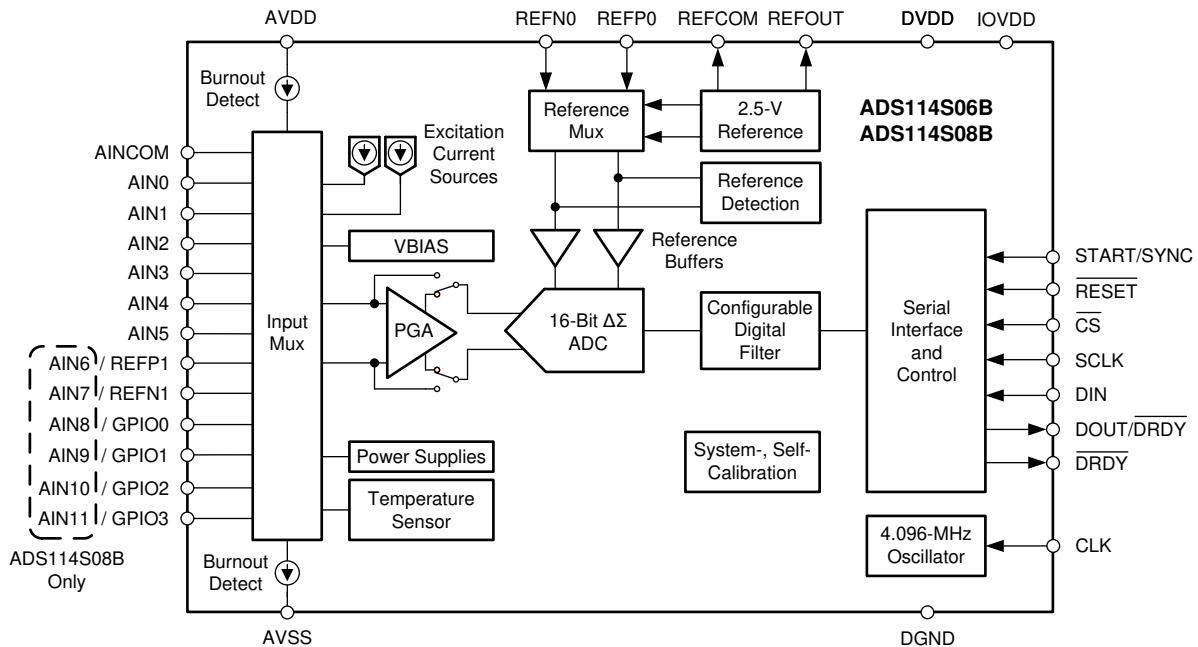 AVDD
REFN0
REFP0
REFCOM
REFOUT
DVDD
IOVDD
Burnout
Detect
Reference
Mux
2.5-V
Reference
ADS114S06B
ADS114S08B
Excitation
Current
Sources
AINCOM
AIN0
AIN1
AIN2
AIN3
AIN4
AIN5
AIN6 / REFP1
AIN7 / REFN1
AIN8 / GPIO0
AIN9 / GPIO1
AIN10 / GPIO2
AIN11 / GPIO3
ADS114S08B
Only
Input
Mux
VBIAS
PGA
Reference
Detection
Reference
Buffers
16-Bit ΔΣ
ADC
Configurable
Digital
Filter
Serial
Interface
and
Control
START/SYNC
RESET
CS
SCLK
DIN
DOUT/DRDY
DRDY
Power Supplies
Temperature
Sensor
System-, Self-
Calibration
4.096-MHz
Oscillator
CLK
Burnout
Detect
AVSS
DGND